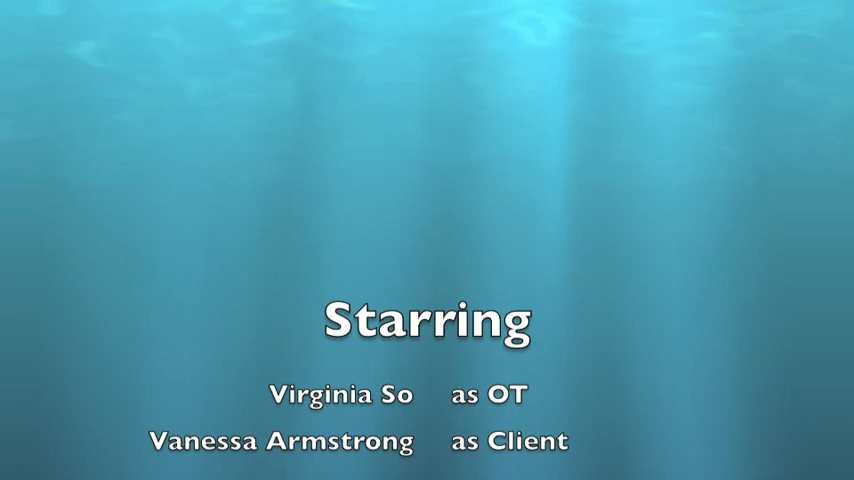 Starring
Virginia So as OT
Vanessa Armstrong as Client